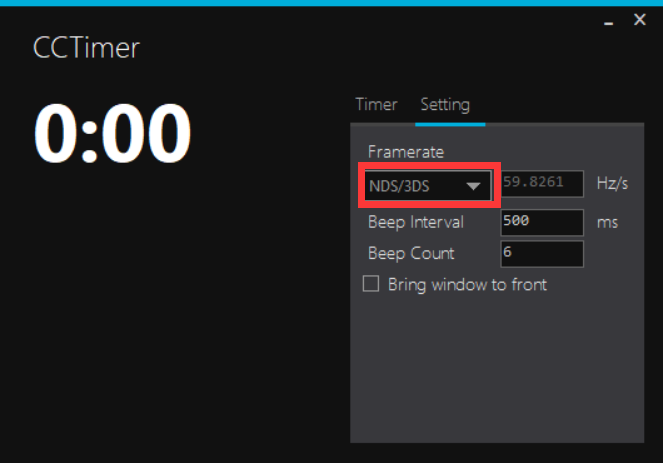 CCTimer
0:00
Timer Setting
Framerate
NDS/3DS 59.8261 Hz/s
Beep Interval 500 ms
Beep Count 6
Bring window to front